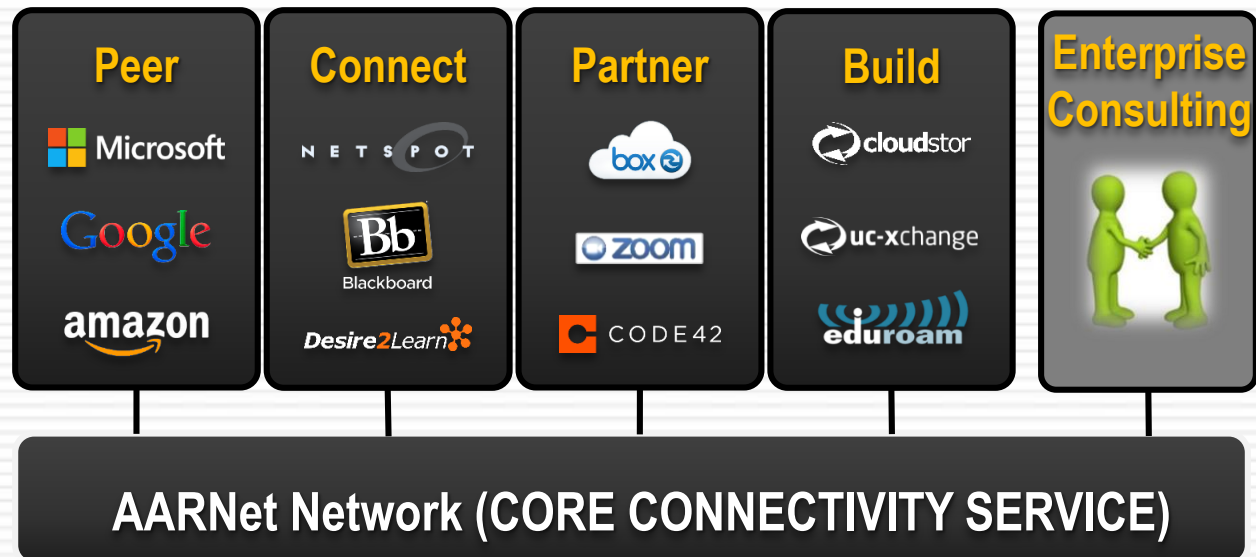 Peer
Microsoft
Google
amazon
Connect
NETSPOT
Bb
Blackboard
Desire2Learn
Partner
box
zoom
CODE42
Build
cloudstor
uc-xchange
eduroam
Enterprise
Consulting
AARNet Network (CORE CONNECTIVITY SERVICE)